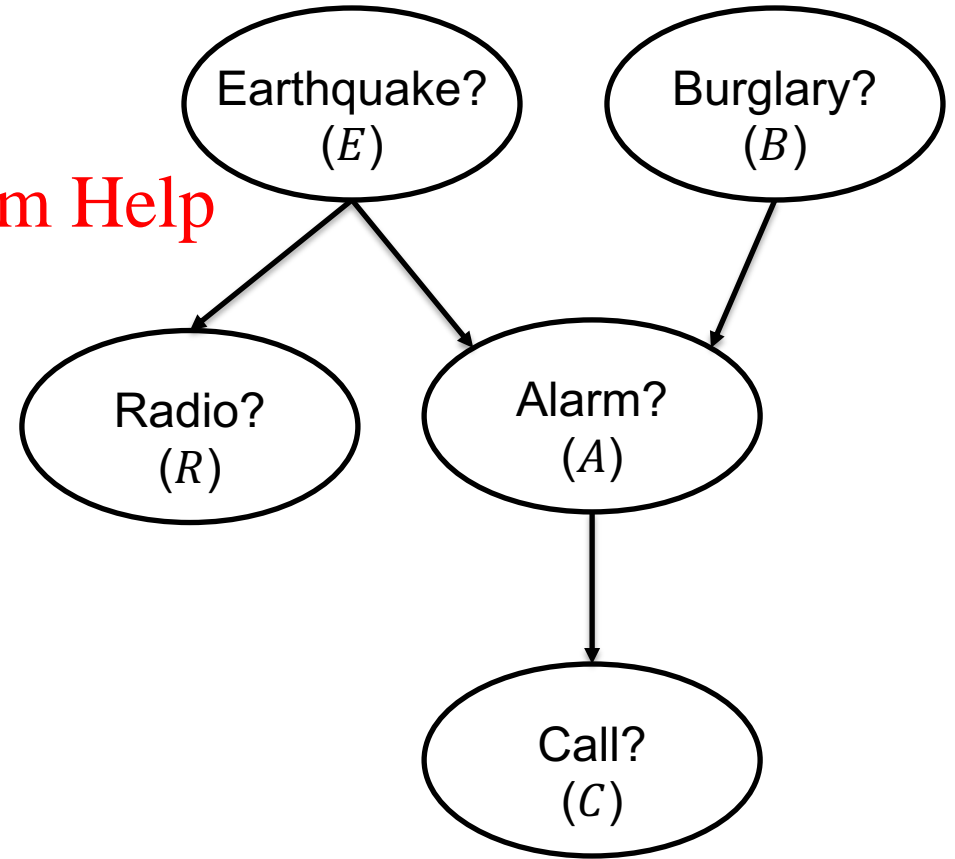 Earthquake?
(E)
Burglary?
(B)
Help
Radio?
(R)
Alarm?
(A)
Call?
(C)